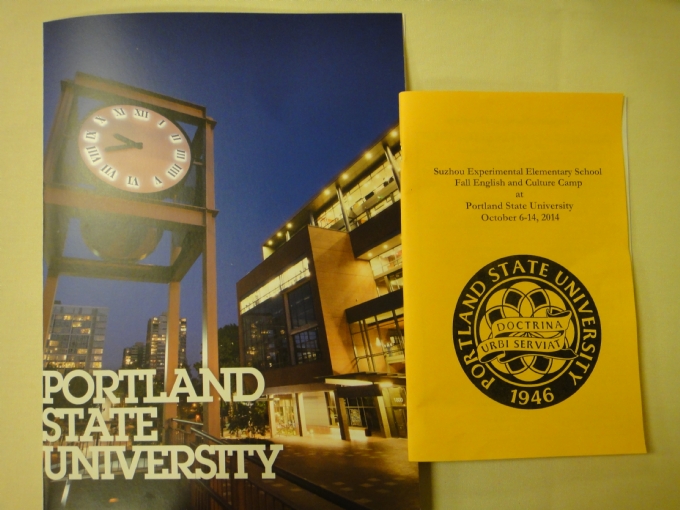 PORTLAND
STATE
UNIVERSITY
Suzhou Experimental Elementary School
Fall English and Culture Camp
at
Portland State University
October 6-14, 2014
PORTLAND STATE UNIVERSITY
DOCTRINA
URBI SERVIAT
1946